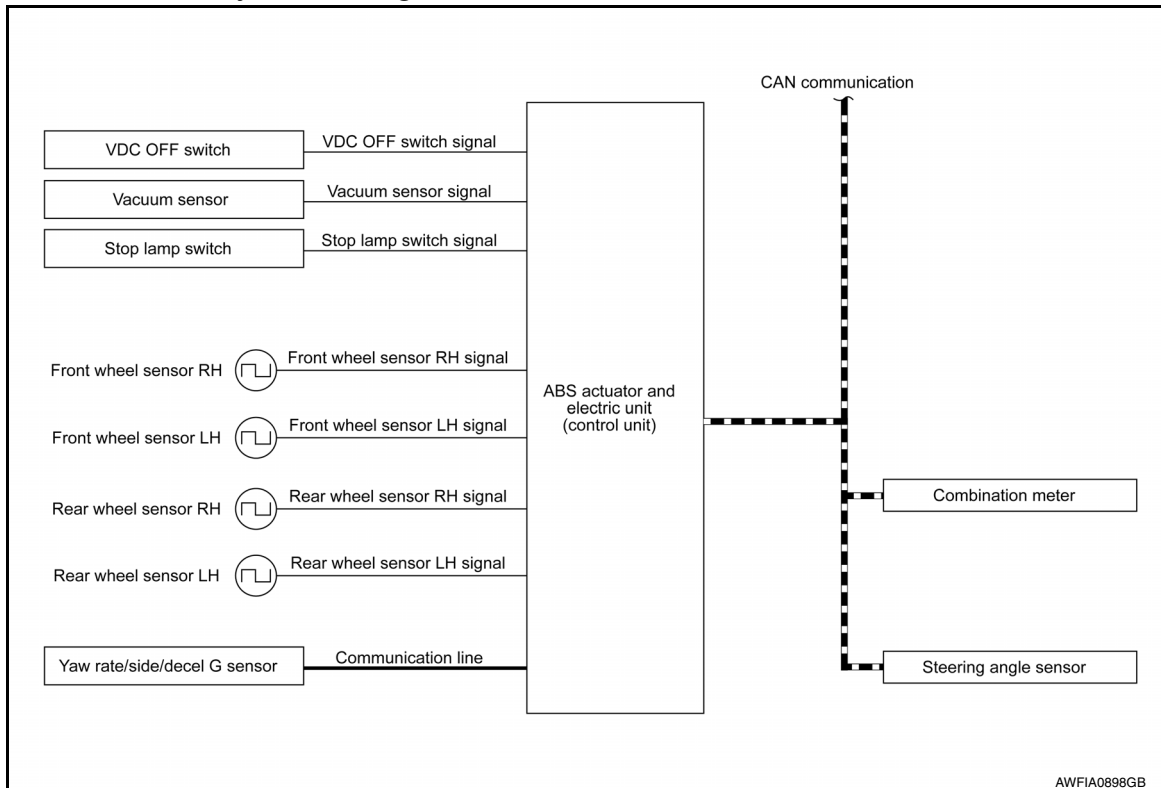 CAN communication
VDC OFF switch
VDC OFF switch signal
Vacuum sensor
Vacuum sensor signal
Stop lamp switch
Stop lamp switch signal
Front wheel sensor RH
Front wheel sensor RH signal
Front wheel sensor LH
Front wheel sensor LH signal
Rear wheel sensor RH
Rear wheel sensor RH signal
Rear wheel sensor LH
Rear wheel sensor LH signal
Yaw rate/side/decel G sensor
Communication line
ABS actuator and
electric unit
(control unit)
Combination meter
Steering angle sensor
AWFIA0898GB